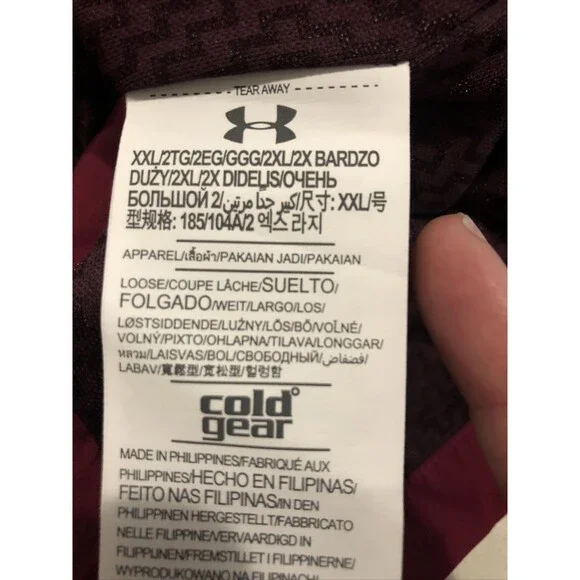 TEAR AWAY
XXL/2TG/2EG/GGG/2XL/2X BARDZO
DUŻY/2XL/2X DIDELIS/ОЧЕНЬ
БОЛЬШОЙ 2/كبير جداً مرتين/尺寸: XXL/号
型规格: 185/104A/2 엑스 라지
APPAREL/เสื้อผ้า/PAKAIAN JADI/PAKAIAN
LOOSE/COUPE LÂCHE/SUELTO/
FOLGADO/WEIT/LARGO/LOS/
LØSTSIDDENDE/LUŹNY/LÖS/BŐ/VOLNÉ/
VOLNÝ/PIXTO/OHLAPNA/TILAVA/LONGGAR/
หลวม/LAISVAS/BOL/СВОБОДНЫЙ/فضفاض/
LABAV/寬鬆型/宽松型/헐렁함
cold°
gear
MADE IN PHILIPPINES/FABRIQUÉ AUX
PHILIPPINES/HECHO EN FILIPINAS/
FEITO NAS FILIPINAS/IN DEN
PHILIPPINEN HERGESTELLT/FABBRICATO
NELLE FILIPPINE/VERVAARDIGD IN
FILIPPIJNEN/FREMSTILLET I FILIPPINERNE/
WYPRODUKOWANO NA FILIPINACH/